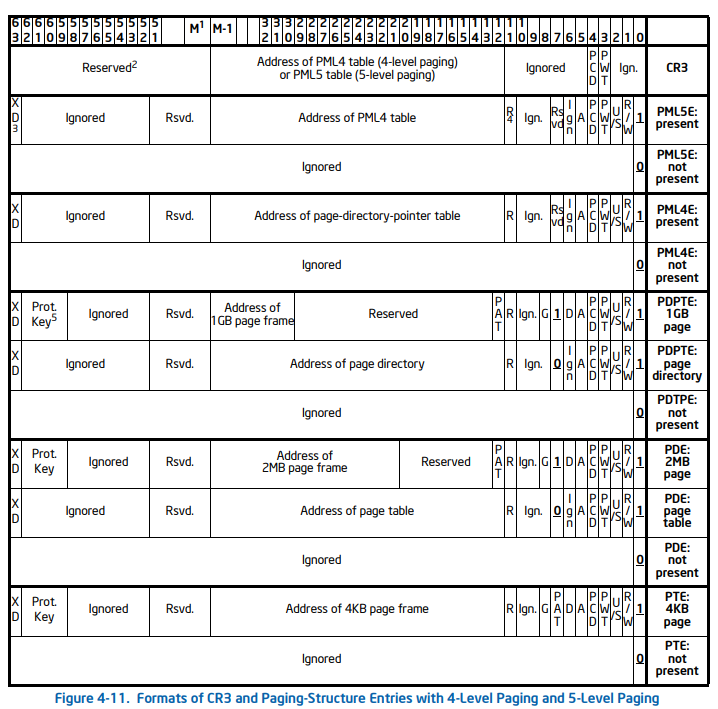 63 62 61 60 59 58 57 56 55 54 53 52 51 M1 M-1 32 31 30 29 28 27 26 25 24 23 22 21 20 19 18 17 16 15 14 13 12 11 10 9 8 7 6 5 4 3 2 1 0
Reserved2 Address of PML4 table (4-level paging) or PML5 table (5-level paging) Ignored PCD PWT Ign. CR3
XD3 Ignored Rsvd. Address of PML4 table R4 Ign. Rsvd Ign A PCD PWT U/S R/W 1 PML5E: present
Ignored 0 PML5E: not present
XD Ignored Rsvd. Address of page-directory-pointer table R Ign. Rsvd Ign A PCD PWT U/S R/W 1 PML4E: present
Ignored 0 PML4E: not present
XD Prot. Key5 Ignored Rsvd. Address of 1GB page frame Reserved PAT R Ign. G 1 D A PCD PWT U/S R/W 1 PDPTE: 1GB page
XD Ignored Rsvd. Address of page directory R Ign. 0 Ign A PCD PWT U/S R/W 1 PDPTE: page directory
Ignored 0 PDTPE: not present
XD Prot. Key Ignored Rsvd. Address of 2MB page frame Reserved PAT R Ign. G 1 D A PCD PWT U/S R/W 1 PDE: 2MB page
XD Ignored Rsvd. Address of page table R Ign. 0 Ign A PCD PWT U/S R/W 1 PDE: page table
Ignored 0 PDE: not present
XD Prot. Key Ignored Rsvd. Address of 4KB page frame R Ign. G PAT D A PCD PWT U/S R/W 1 PTE: 4KB page
Ignored 0 PTE: not present
Figure 4-11. Formats of CR3 and Paging-Structure Entries with 4-Level Paging and 5-Level Paging